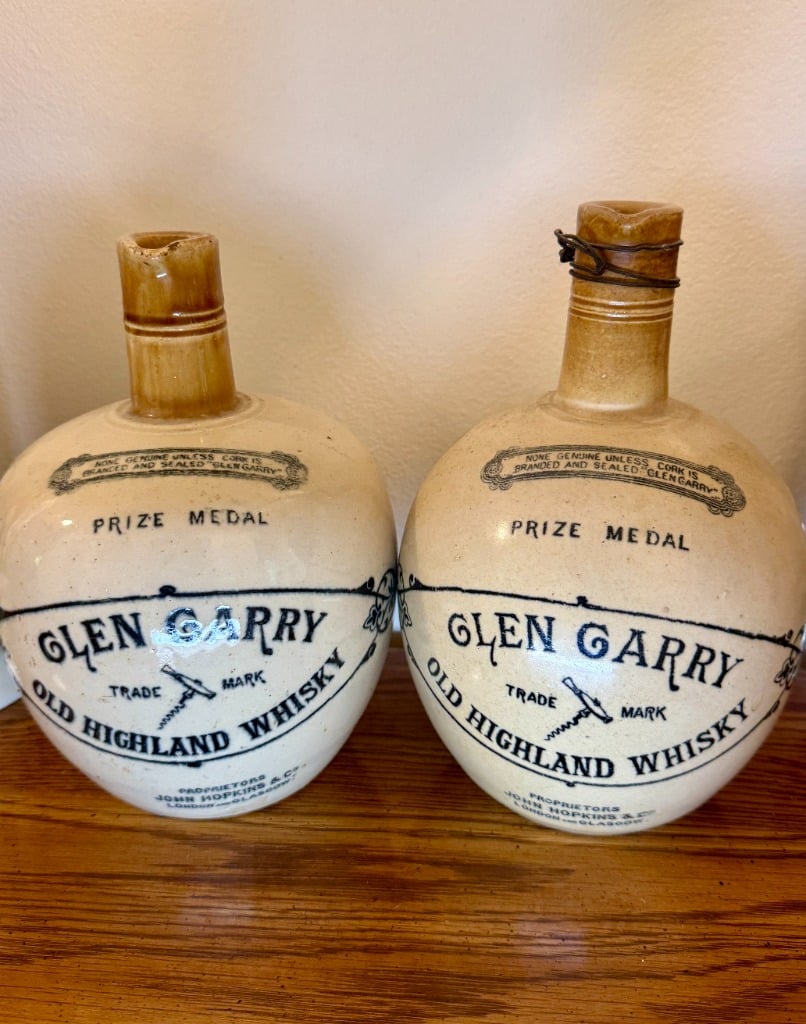 NONE GENUINE UNLESS CORK IS
BRANDED AND SEALED "GLEN GARRY"
PRIZE MEDAL
GLEN GARRY
TRADE MARK
OLD HIGHLAND WHISKY
PROPRIETORS
JOHN HOPKINS & Co.
LONDON AND GLASGOW.
NONE GENUINE UNLESS CORK IS
BRANDED AND SEALED "GLEN GARRY"
PRIZE MEDAL
GLEN GARRY
TRADE MARK
OLD HIGHLAND WHISKY
PROPRIETORS
JOHN HOPKINS & Co
LONDON AND GLASGOW.